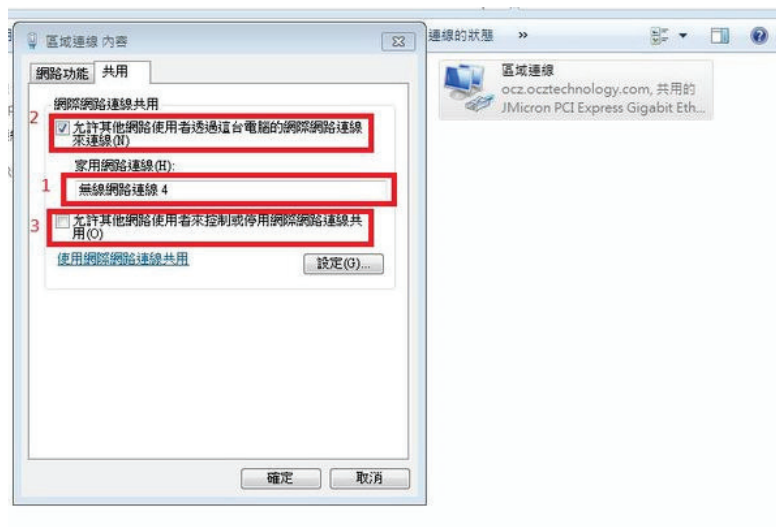 區域連線 內容
網路功能 共用
網際網路連線共用
2
允許其他網路使用者透過這台電腦的網際網路連線
來連線(N)
家用網路連線(H):
1
無線網路連線 4
3
允許其他網路使用者來控制或停用網際網路連線共
用(O)
使用網際網路連線共用
設定(G)...
確定 取消
連線的狀態 »
區域連線
ocz.ocztechnology.com, 共用的
JMicron PCI Express Gigabit Eth...